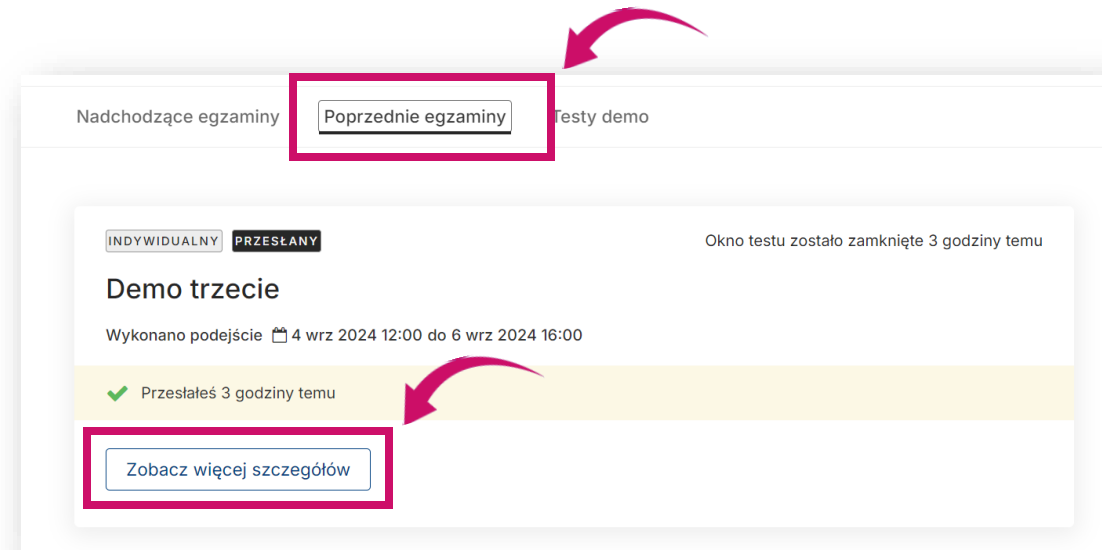 Nadchodzące egzaminy Poprzednie egzaminy Testy demo
INDYWIDUALNY PRZESŁANY Okno testu zostało zamknięte 3 godziny temu
Demo trzecie
Wykonano podejście 4 wrz 2024 12:00 do 6 wrz 2024 16:00
Przesłałeś 3 godziny temu
Zobacz więcej szczegółów